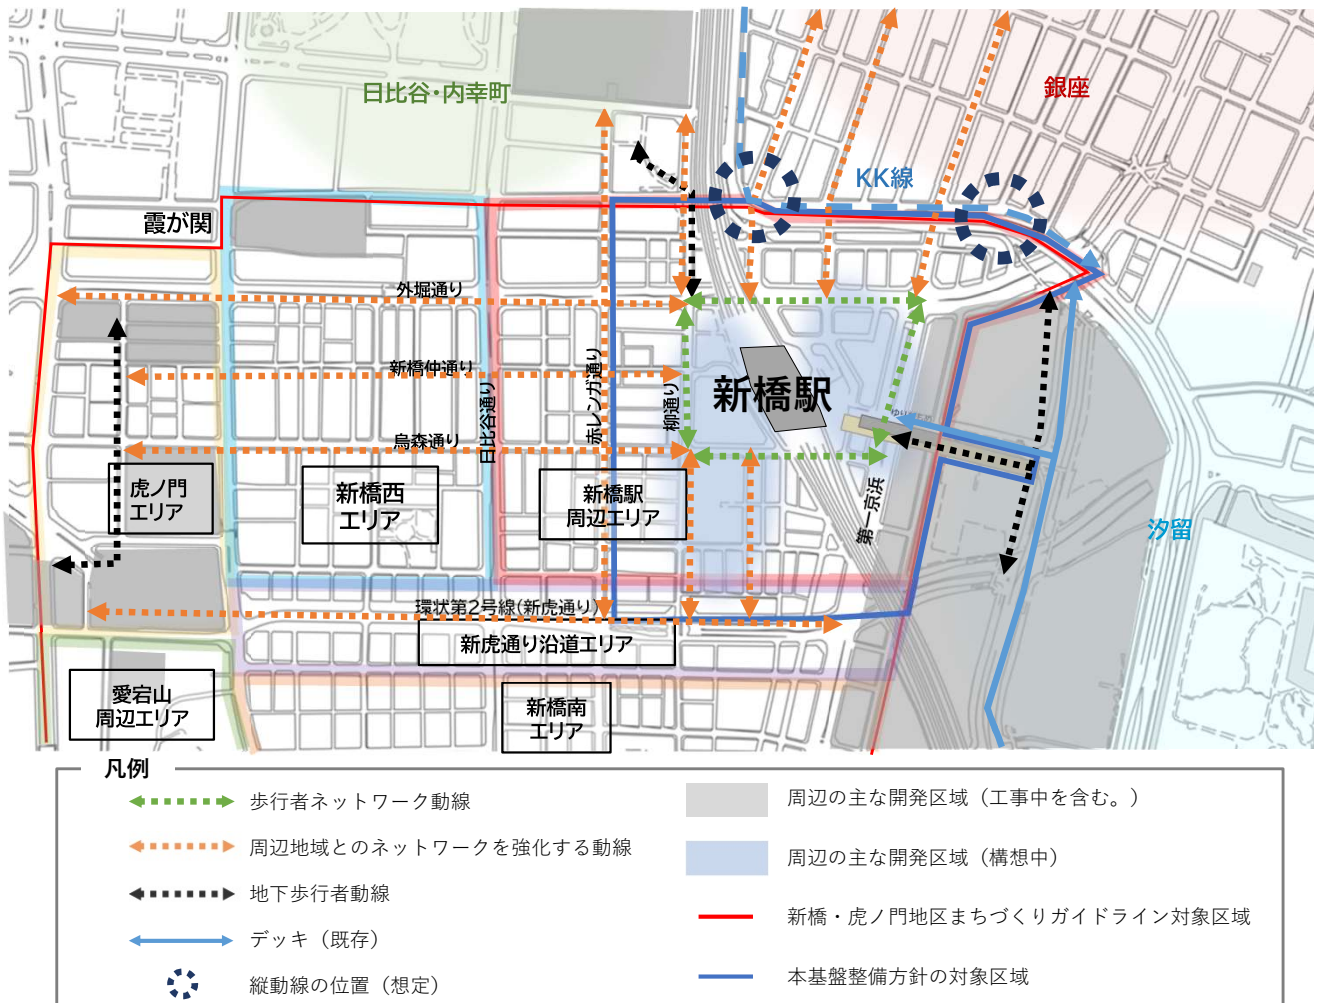 日比谷・内幸町
銀座
KK線
霞が関
外堀通り
新橋仲通り
日比谷通り
赤レンガ通り
柳通り
新橋駅
烏森通り
虎ノ門
エリア
新橋西
エリア
新橋駅
周辺エリア
第一京浜
汐留
環状第2号線(新虎通り)
新虎通り沿道エリア
愛宕山
周辺エリア
新橋南
エリア
凡例
歩行者ネットワーク動線
周辺地域とのネットワークを強化する動線
地下歩行者動線
デッキ（既存）
縦動線の位置（想定）
周辺の主な開発区域（工事中を含む。）
周辺の主な開発区域（構想中）
新橋・虎ノ門地区まちづくりガイドライン対象区域
本基盤整備方針の対象区域